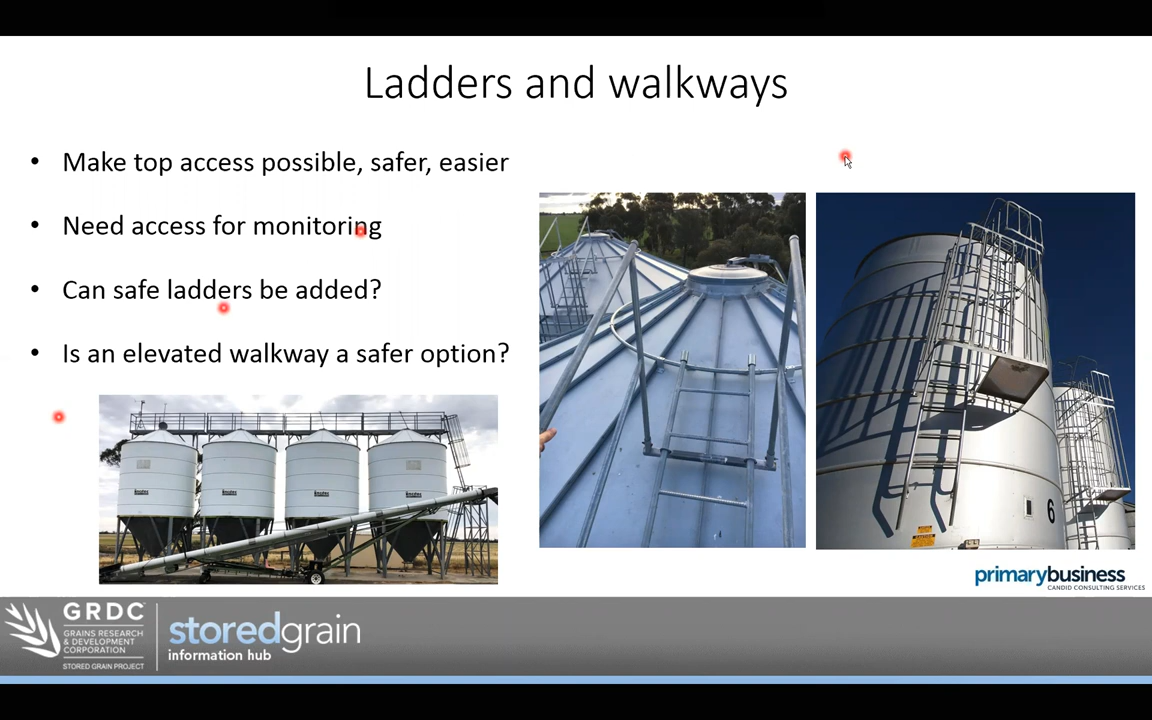 Ladders and walkways
• Make top access possible, safer, easier
• Need access for monitoring
• Can safe ladders be added?
• Is an elevated walkway a safer option?
6
primarybusiness
CANDID CONSULTING SERVICES
GRDC
GRAINS RESEARCH
& DEVELOPMENT
CORPORATION
STORED GRAIN PROJECT
storedgrain
information hub